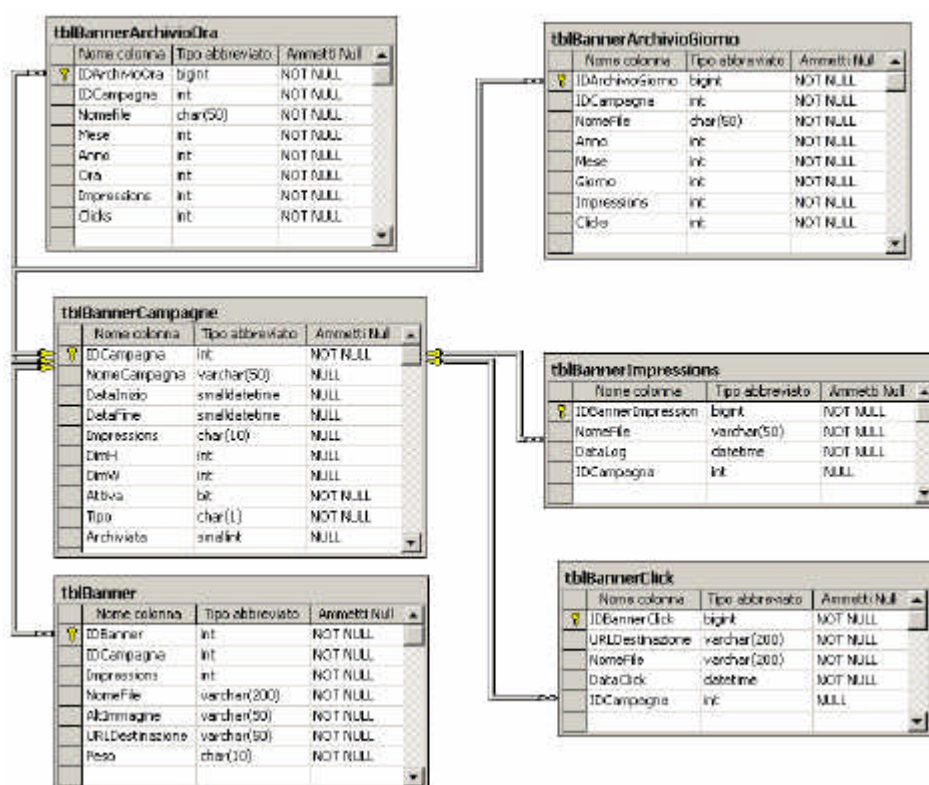 tblBannerArchivioOra
Nome colonna Tipo abbreviato Ammetti Null
IDArchivioOra bigint NOT NULL
IDCampagna int NOT NULL
Nomefile char(50) NOT NULL
Mese int NOT NULL
Anno int NOT NULL
Ora int NOT NULL
Impressions int NOT NULL
Clicks int NOT NULL
tblBannerArchivioGiorno
Nome colonna Tipo abbreviato Ammetti Null
IDArchivioGiorno bigint NOT NULL
IDCampagna int NOT NULL
NomeFile char(50) NOT NULL
Anno int NOT NULL
Mese int NOT NULL
Giorno int NOT NULL
Impressions int NOT NULL
Clicks int NOT NULL
tblBannerCampagne
Nome colonna Tipo abbreviato Ammetti Null
IDCampagna int NOT NULL
NomeCampagna varchar(50) NULL
DataInizio smalldatetime NULL
DataFine smalldatetime NULL
Impressions char(10) NULL
DimH int NULL
DimW int NULL
Attiva bit NOT NULL
Tipo char(1) NOT NULL
Archiviata smallint NULL
tblBannerImpressions
Nome colonna Tipo abbreviato Ammetti Null
IDBannerImpression bigint NOT NULL
NomeFile varchar(50) NOT NULL
DataLog datetime NOT NULL
IDCampagna int NULL
tblBanner
Nome colonna Tipo abbreviato Ammetti Null
IDBanner int NOT NULL
IDCampagna int NOT NULL
Impressions int NOT NULL
NomeFile varchar(200) NOT NULL
AltImmagine varchar(50) NOT NULL
URLDestinazione varchar(50) NOT NULL
Peso char(10) NOT NULL
tblBannerClick
Nome colonna Tipo abbreviato Ammetti Null
IDBannerClick bigint NOT NULL
URLDestinazione varchar(200) NOT NULL
NomeFile varchar(200) NOT NULL
DataClick datetime NOT NULL
IDCampagna int NULL